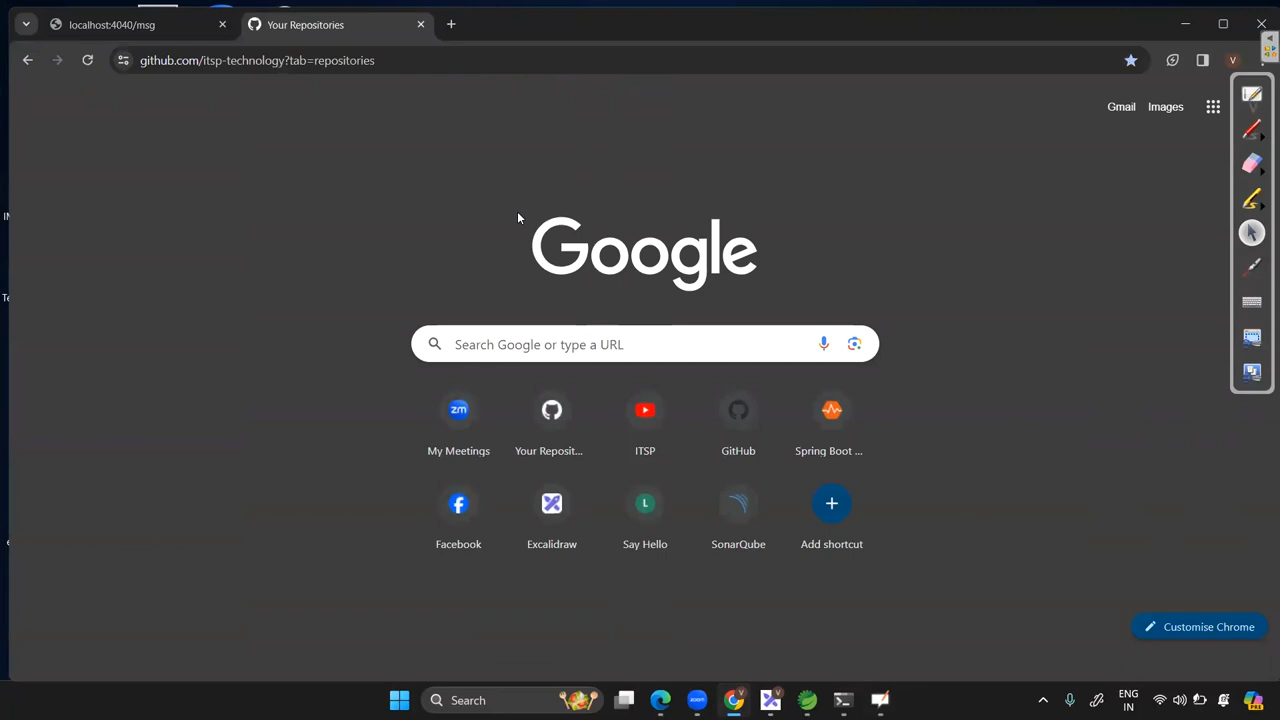 localhost:4040/msg
Your Repositories
github.com/itsp-technology?tab=repositories
V
Gmail
Images
Google
Search Google or type a URL
zm
My Meetings
Your Reposit...
ITSP
GitHub
Spring Boot ...
L
Facebook
Excalidraw
Say Hello
SonarQube
Add shortcut
Customise Chrome
Search
zoom
V
V
ENG
IN